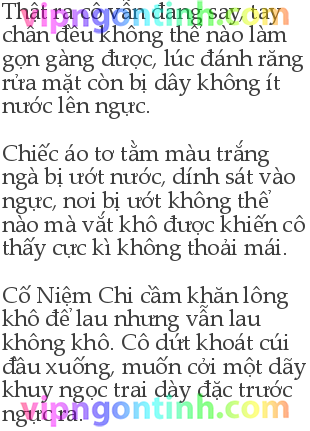 Thật ra cô vẫn đang say, tay
chân đều không thể nào làm
gọn gàng được, lúc đánh răng
rửa mặt còn bị dây không ít
nước lên ngực.
Chiếc áo tơ tằm màu trắng
ngà bị ướt nước, dính sát vào
ngực, nơi bị ướt không thể
nào mà vắt khô được khiến cô
thấy cực kì không thoải mái.
Cố Niệm Chi cầm khăn lông
khô để lau nhưng vẫn lau
không khô. Cô dứt khoát cúi
đầu xuống, muốn cởi một dãy
khuy ngọc trai dày đặc trước
ngực ra.
vipngontinh.com
vipngontinh.com